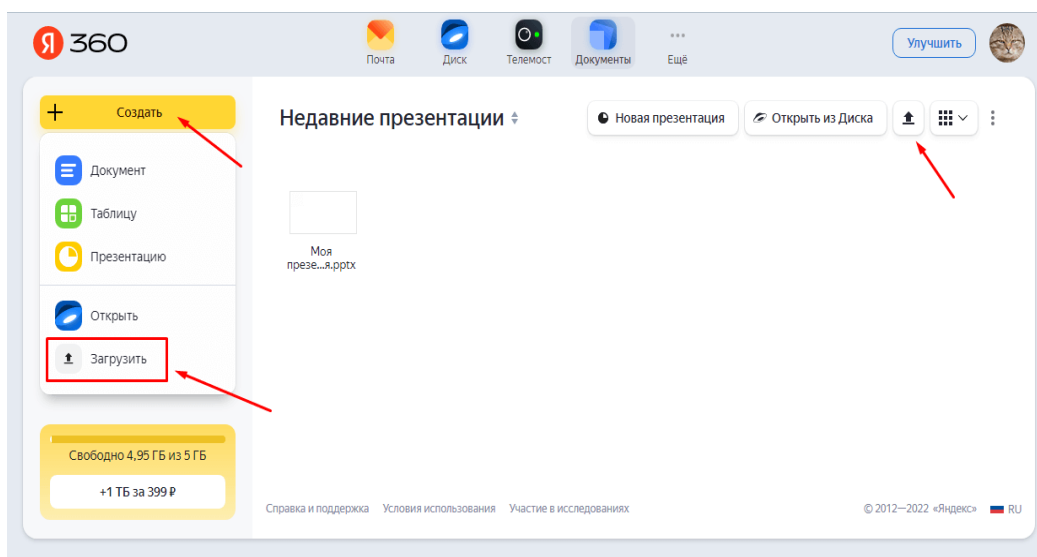 Я 360
Почта
Диск
Телемост
Документы
Ещё
Улучшить
+ Создать
Документ
Таблицу
Презентацию
Открыть
Загрузить
Свободно 4,95 ГБ из 5 ГБ
+1 ТБ за 399 ₽
Недавние презентации
Новая презентация
Открыть из Диска
Моя
презе...я.pptx
Справка и поддержка Условия использования Участие в исследованиях
© 2012—2022 «Яндекс» RU